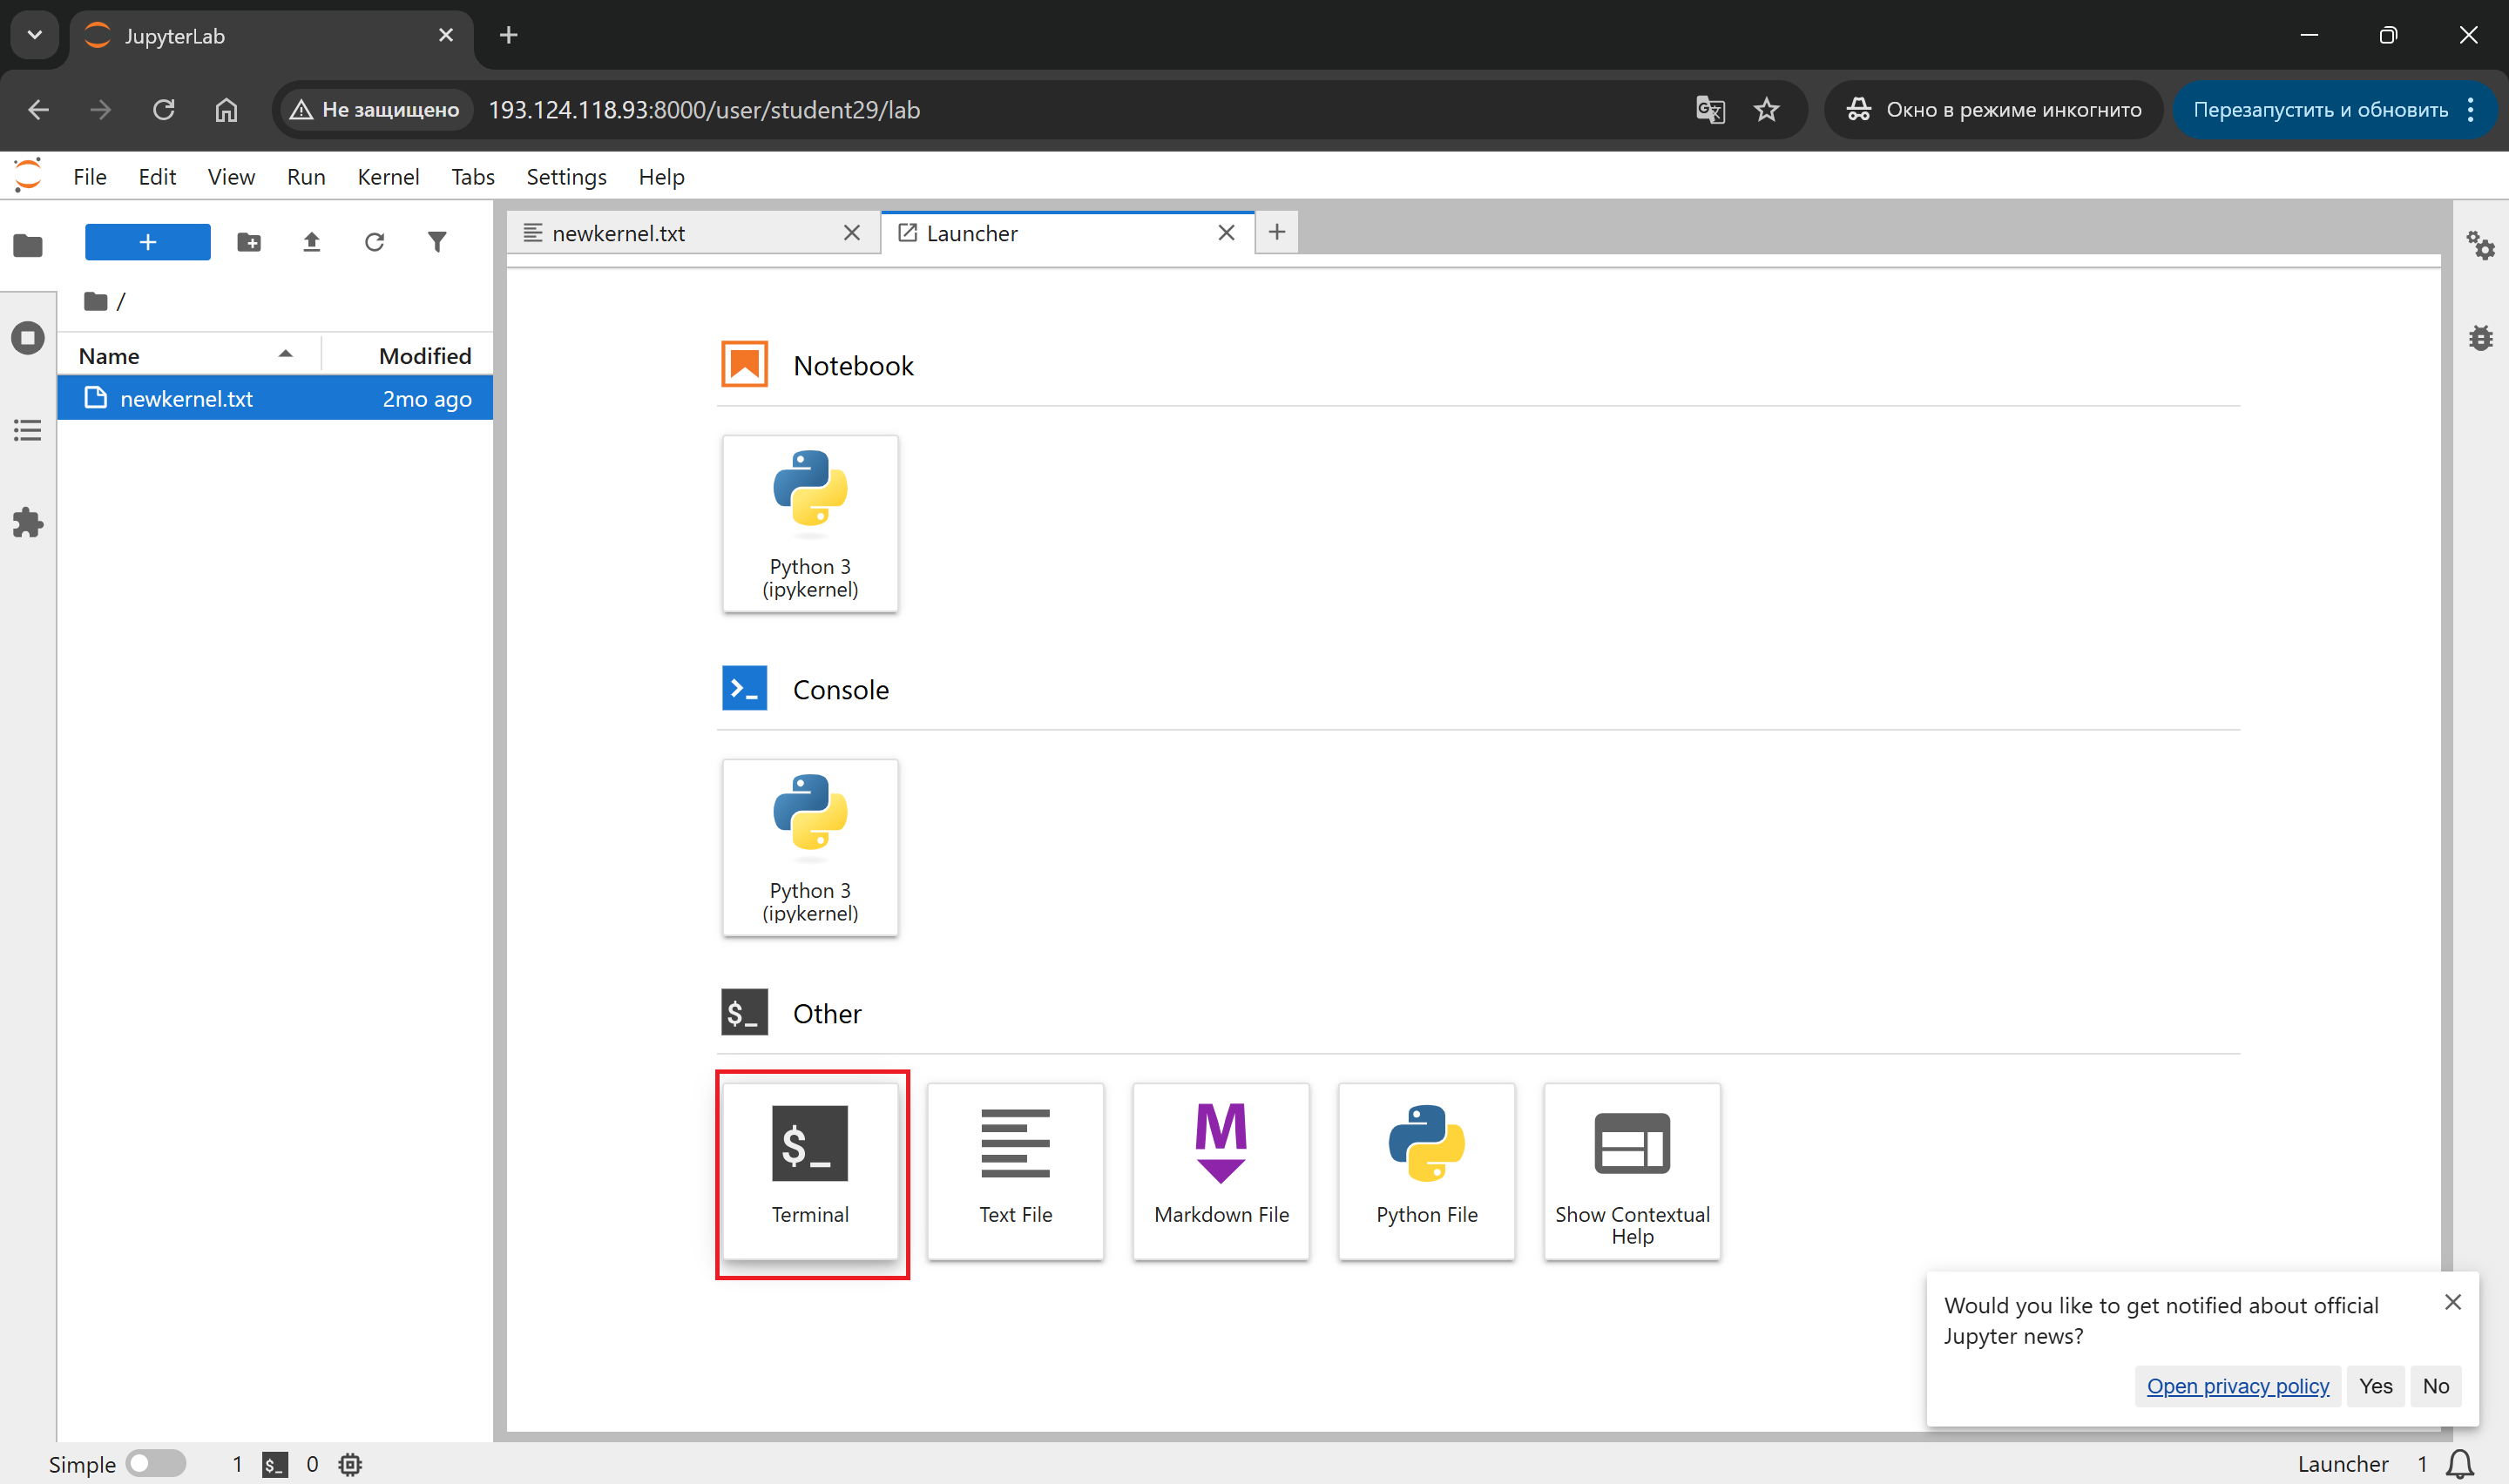 JupyterLab
Не защищено
193.124.118.93:8000/user/student29/lab
Окно в режиме инкогнито
Перезапустить и обновить
File Edit View Run Kernel Tabs Settings Help
newkernel.txt
Launcher
/
Name
Modified
newkernel.txt
2mo ago
Notebook
Python 3
(ipykernel)
Console
Python 3
(ipykernel)
$_ Other
$_
Terminal
Text File
M
Markdown File
Python File
Show Contextual
Help
Would you like to get notified about official
Jupyter news?
Open privacy policy
Yes
No
Simple
1 $_ 0
Launcher 1